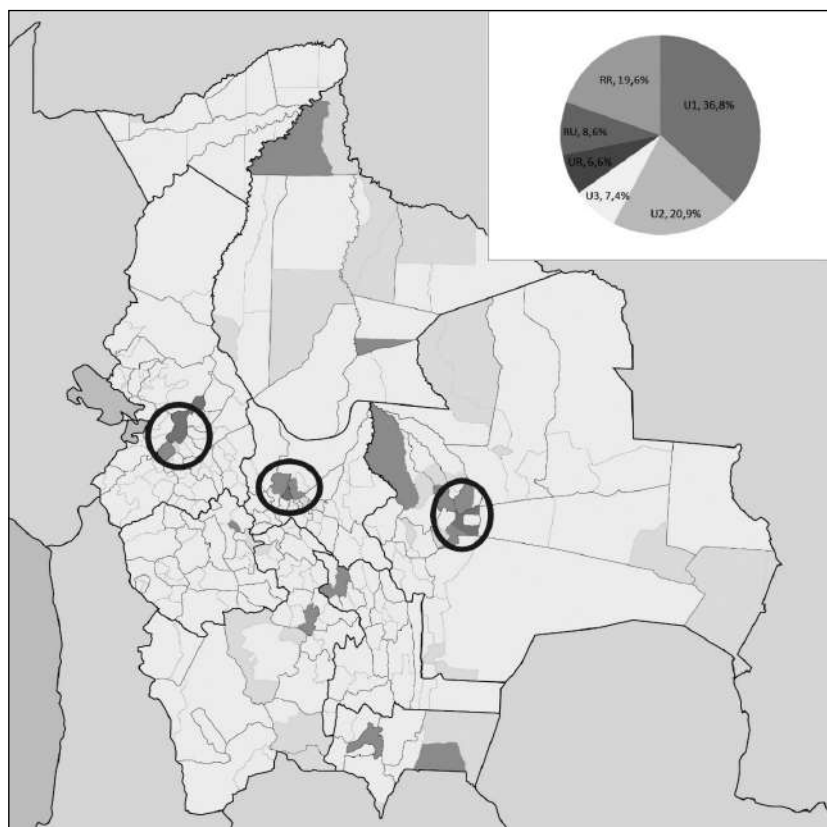 RR, 19,6%
U1, 36,8%
RU, 8,6%
UR, 6,6%
U3, 7,4%
U2, 20,9%